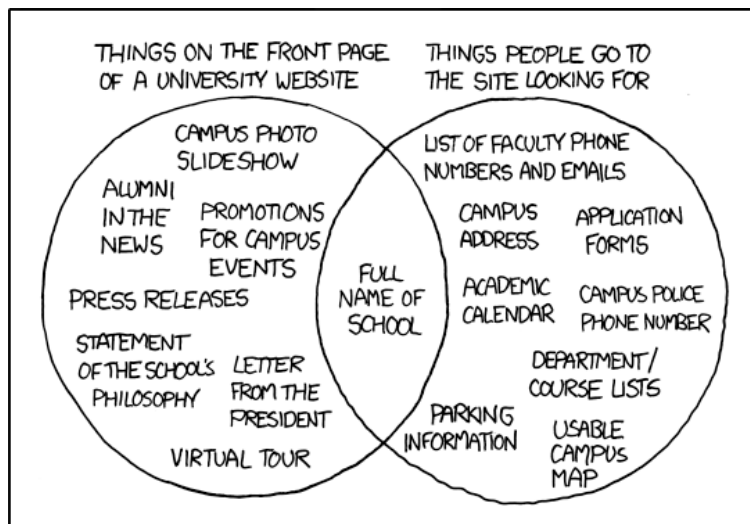 THINGS ON THE FRONT PAGE
OF A UNIVERSITY WEBSITE
THINGS PEOPLE GO TO
THE SITE LOOKING FOR
CAMPUS PHOTO
SLIDESHOW
ALUMNI
IN THE
NEWS
PROMOTIONS
FOR CAMPUS
EVENTS
PRESS RELEASES
STATEMENT
OF THE SCHOOL'S
PHILOSOPHY
LETTER
FROM THE
PRESIDENT
VIRTUAL TOUR
FULL
NAME OF
SCHOOL
LIST OF FACULTY PHONE
NUMBERS AND EMAILS
CAMPUS
ADDRESS
APPLICATION
FORMS
ACADEMIC
CALENDAR
CAMPUS POLICE
PHONE NUMBER
DEPARTMENT/
COURSE LISTS
PARKING
INFORMATION
USABLE
CAMPUS
MAP